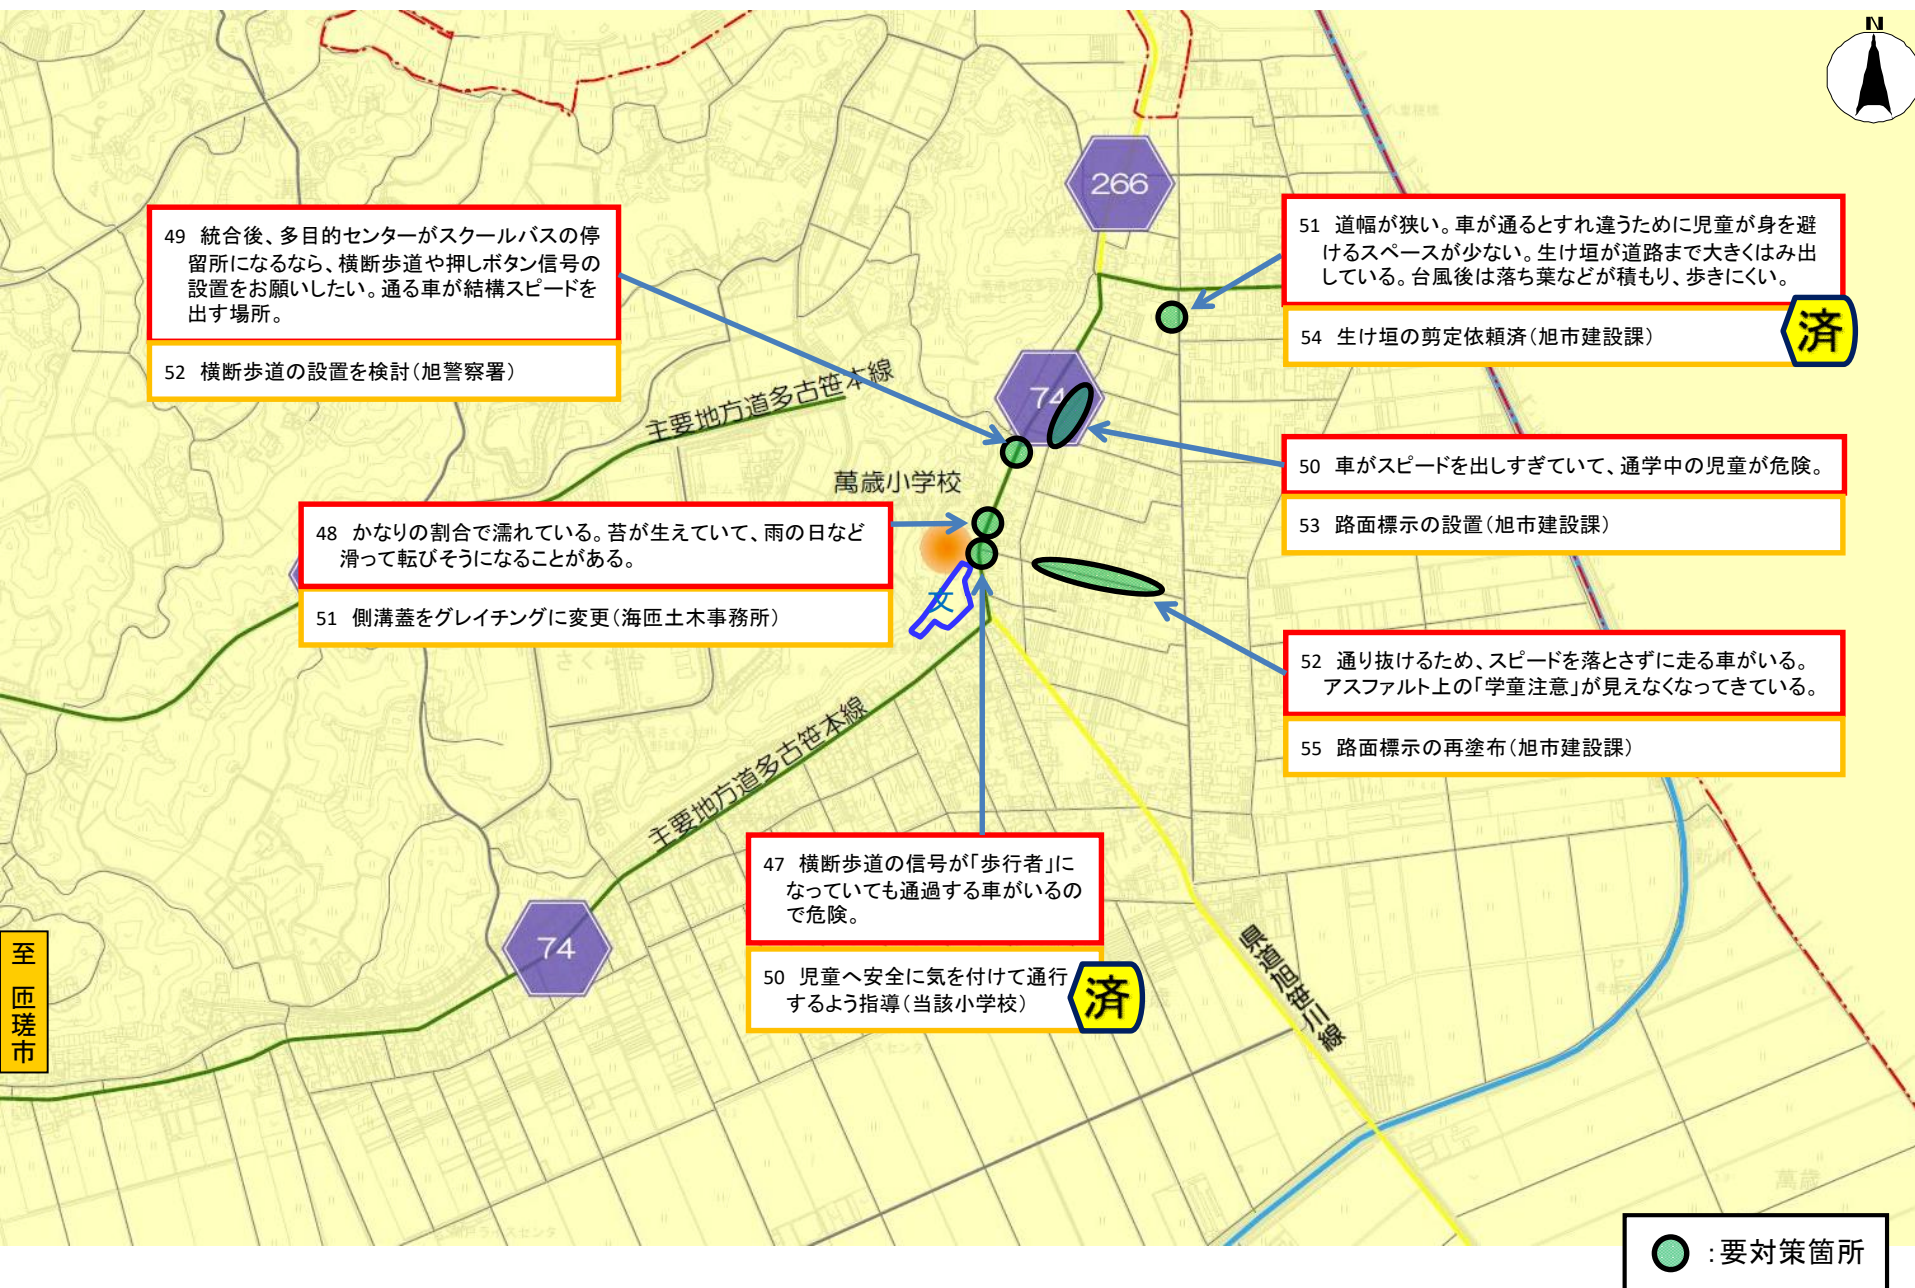 N
266
49 統合後、多目的センターがスクールバスの停
留所になるなら、横断歩道や押しボタン信号の
設置をお願いしたい。通る車が結構スピードを
出す場所。
52 横断歩道の設置を検討(旭警察署)
51 道幅が狭い。車が通るとすれ違うために児童が身を避
けるスペースが少ない。生け垣が道路まで大きくはみ出
している。台風後は落ち葉などが積もり、歩きにくい。
54 生け垣の剪定依頼済(旭市建設課)
済
主要地方道多古笹本線
74
50 車がスピードを出しすぎていて、通学中の児童が危険。
53 路面標示の設置(旭市建設課)
萬歳小学校
48 かなりの割合で濡れている。苔が生えていて、雨の日など
滑って転びそうになることがある。
51 側溝蓋をグレイチングに変更(海匝土木事務所)
文
さくら台
52 通り抜けるため、スピードを落とさずに走る車がいる。
アスファルト上の「学童注意」が見えなくなってきている。
55 路面標示の再塗布(旭市建設課)
主要地方道多古笹本線
47 横断歩道の信号が「歩行者」に
なっていても通過する車がいるの
で危険。
50 児童へ安全に気を付けて通行
するよう指導(当該小学校)
済
74
至 匝瑳市
県道旭笹川線
萬歳
:要対策箇所